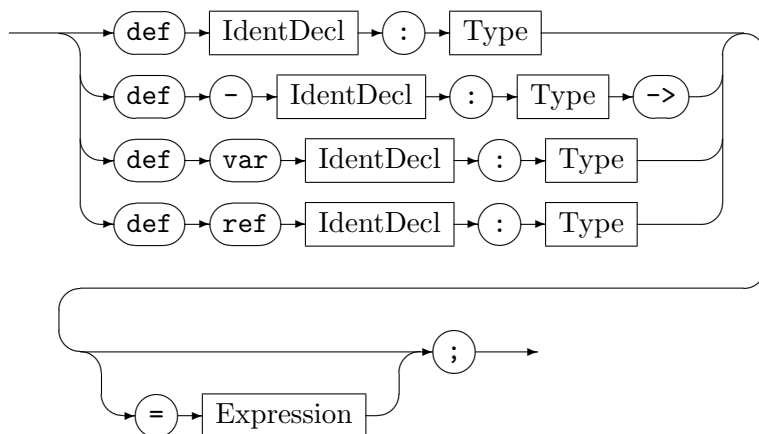 def IdentDecl : Type
def - IdentDecl : Type ->
def var IdentDecl : Type
def ref IdentDecl : Type
;
= Expression